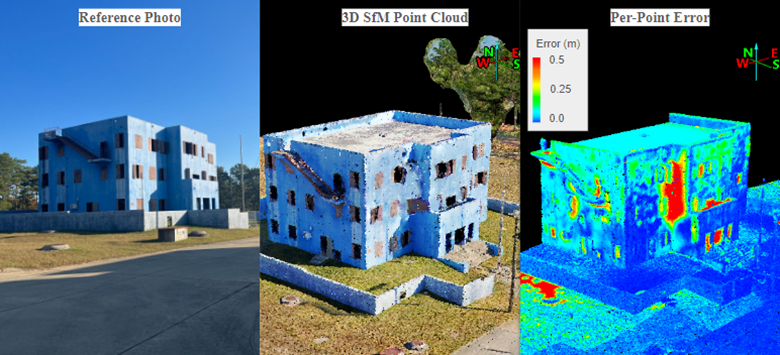 Reference Photo
3D SfM Point Cloud
Per-Point Error
N
E
W
S
Error (m)
0.5
0.25
0.0
N
E
W
S